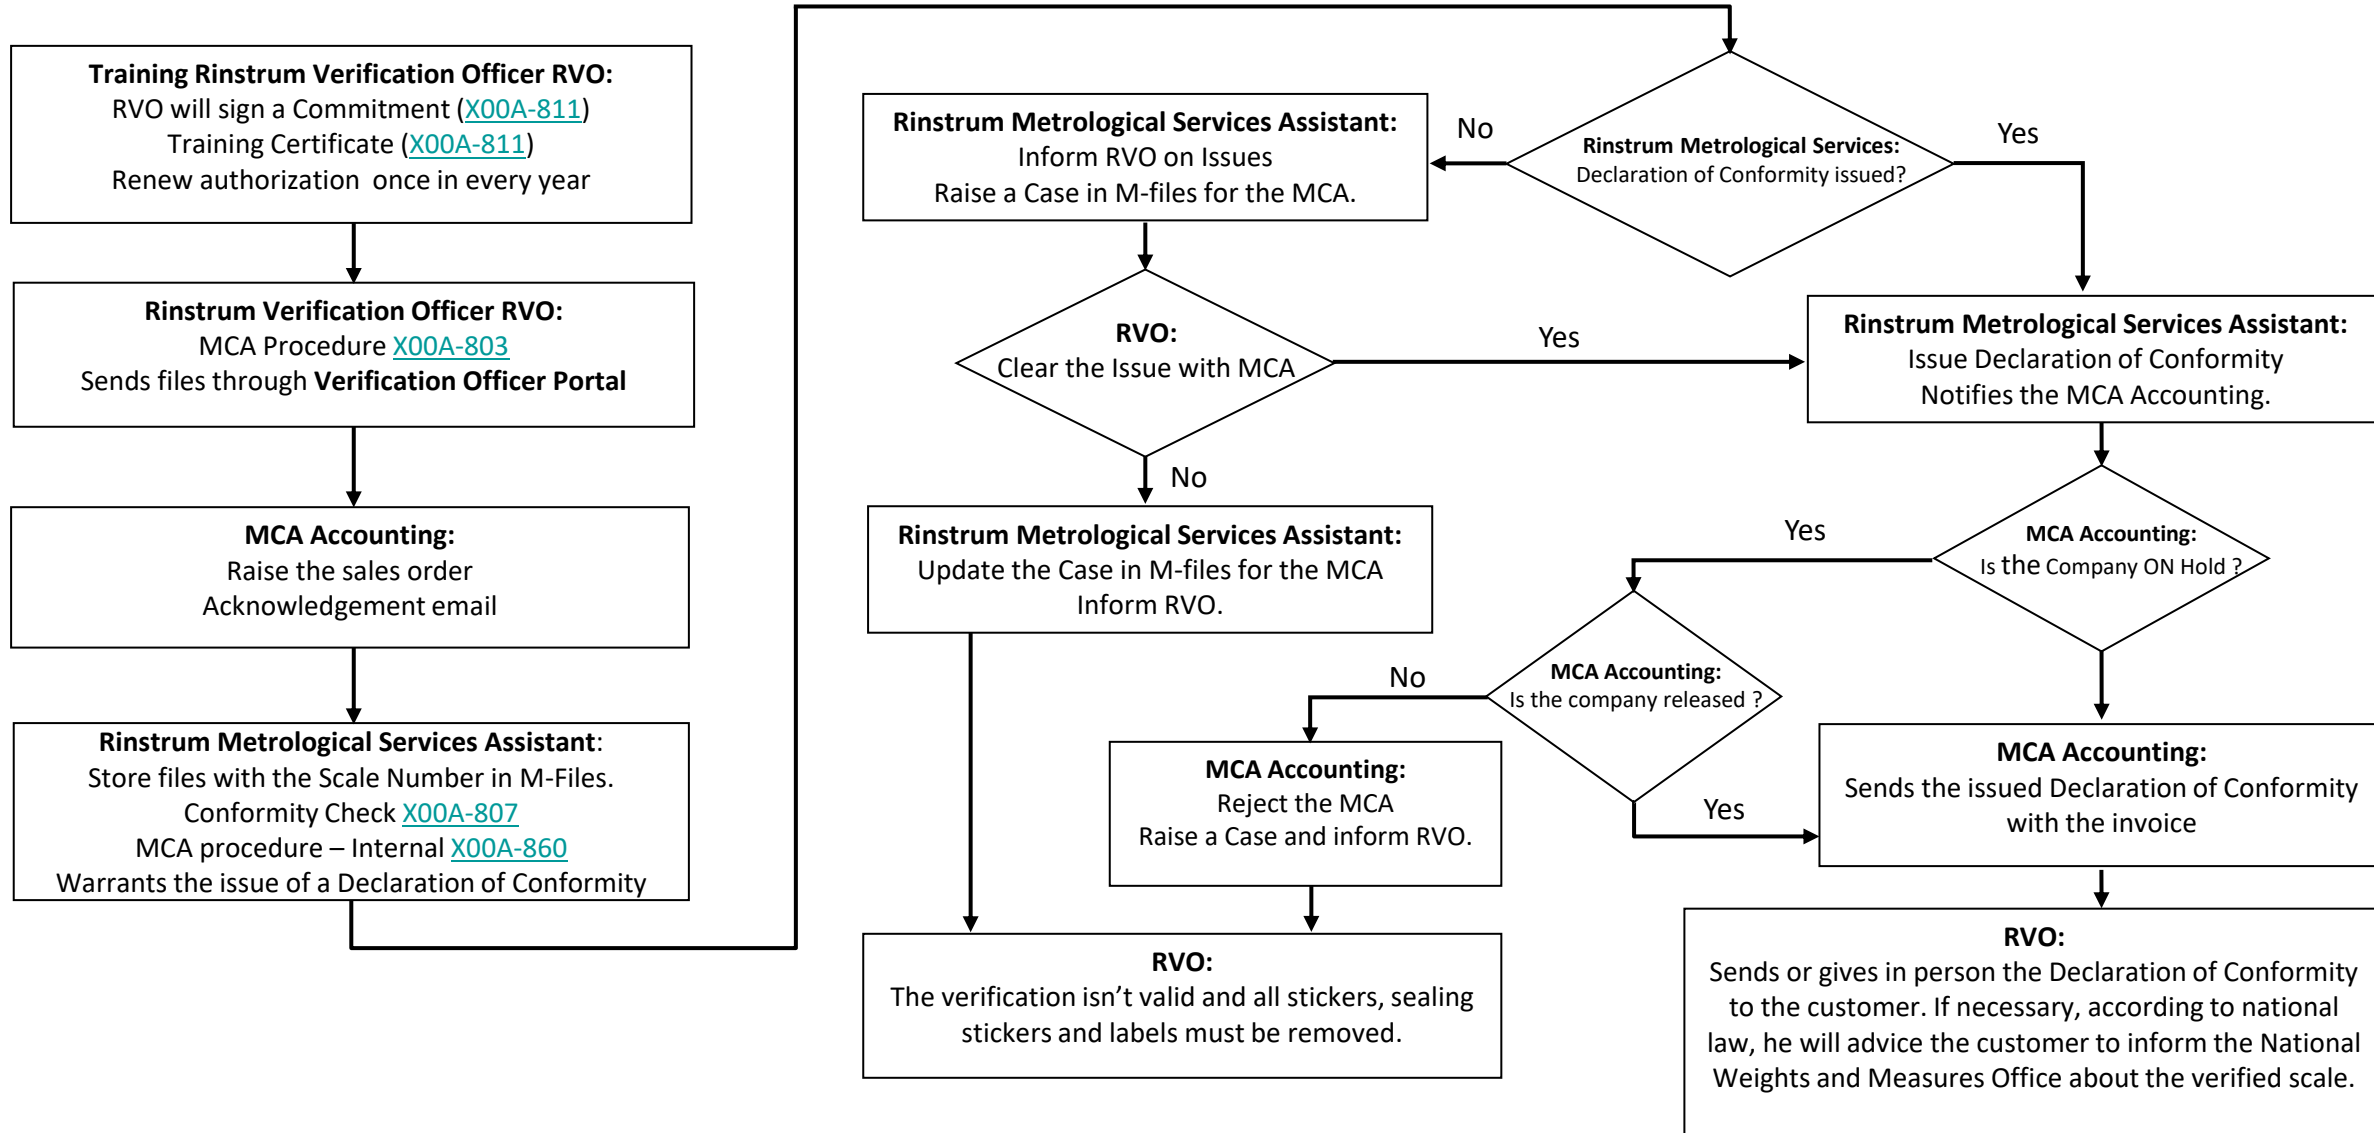 Training Rinstrum Verification Officer RVO:
RVO will sign a Commitment (X00A-811)
Training Certificate (X00A-811)
Renew authorization once in every year
Rinstrum Verification Officer RVO:
MCA Procedure X00A-803
Sends files through Verification Officer Portal
MCA Accounting:
Raise the sales order
Acknowledgement email
Rinstrum Metrological Services Assistant:
Store files with the Scale Number in M-Files.
Conformity Check X00A-807
MCA procedure – Internal X00A-860
Warrants the issue of a Declaration of Conformity
Rinstrum Metrological Services:
Declaration of Conformity issued?
No
Yes
Rinstrum Metrological Services Assistant:
Inform RVO on Issues
Raise a Case in M-files for the MCA.
RVO:
Clear the Issue with MCA
Yes
No
Rinstrum Metrological Services Assistant:
Issue Declaration of Conformity
Notifies the MCA Accounting.
Rinstrum Metrological Services Assistant:
Update the Case in M-files for the MCA
Inform RVO.
MCA Accounting:
Is the Company ON Hold ?
Yes
MCA Accounting:
Is the company released ?
No
Yes
MCA Accounting:
Reject the MCA
Raise a Case and inform RVO.
MCA Accounting:
Sends the issued Declaration of Conformity
with the invoice
RVO:
The verification isn't valid and all stickers, sealing
stickers and labels must be removed.
RVO:
Sends or gives in person the Declaration of Conformity
to the customer. If necessary, according to national
law, he will advice the customer to inform the National
Weights and Measures Office about the verified scale.